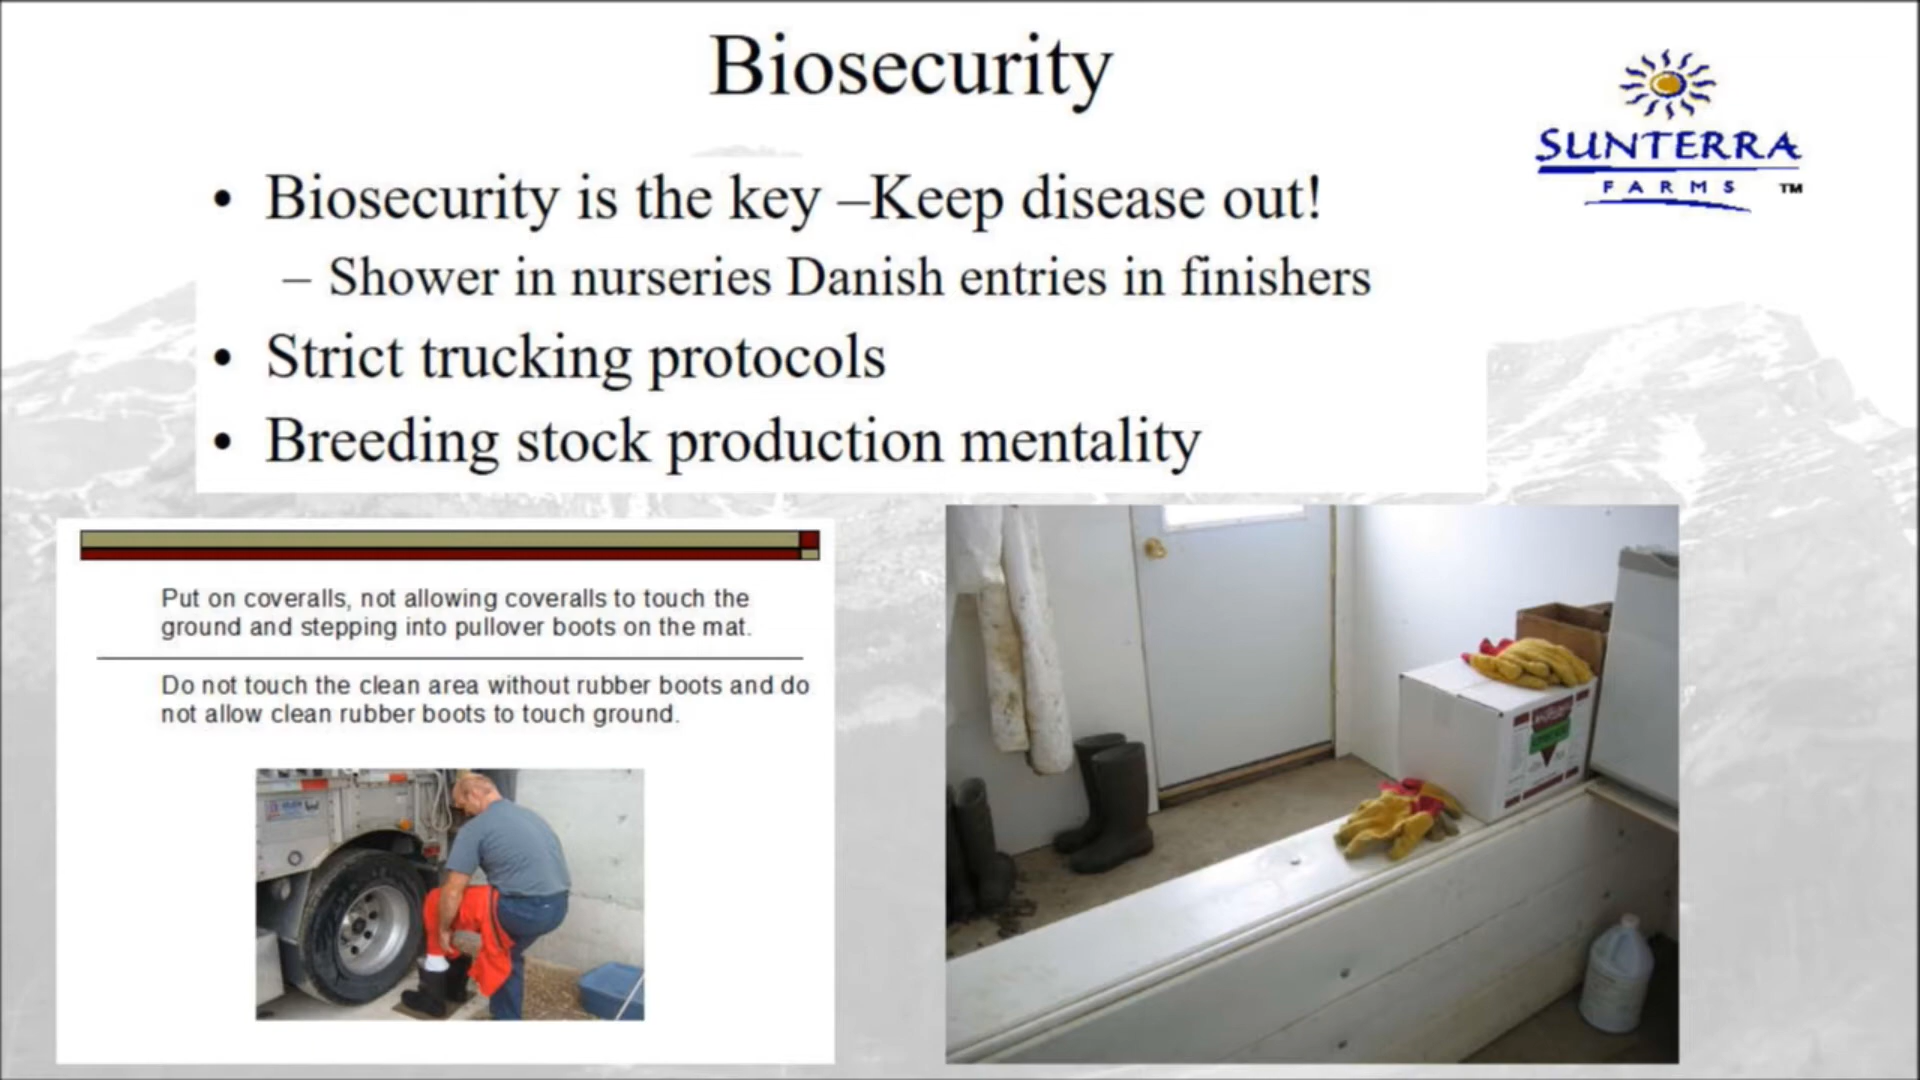 Biosecurity
SUNTERRA
FARMS TM
• Biosecurity is the key –Keep disease out!
– Shower in nurseries Danish entries in finishers
• Strict trucking protocols
• Breeding stock production mentality
Put on coveralls, not allowing coveralls to touch the
ground and stepping into pullover boots on the mat.
Do not touch the clean area without rubber boots and do
not allow clean rubber boots to touch ground.